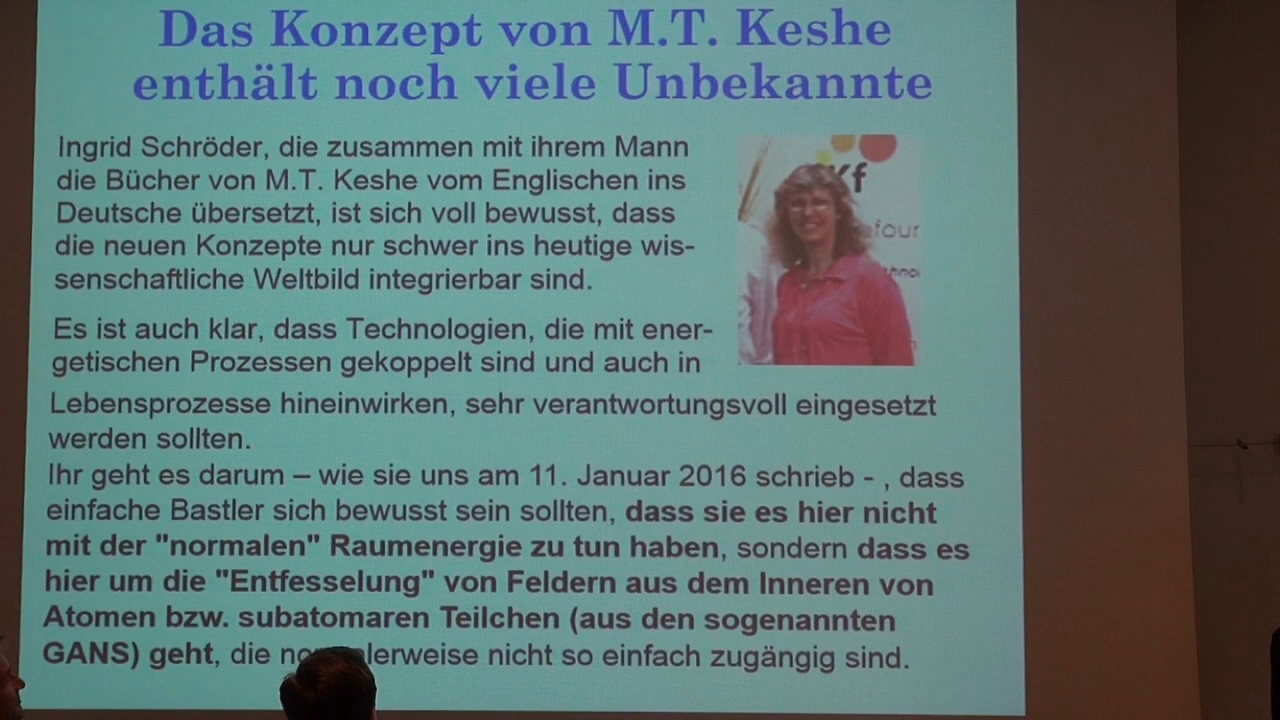 Das Konzept von M.T. Keshe
enthält noch viele Unbekannte
Ingrid Schröder, die zusammen mit ihrem Mann
die Bücher von M.T. Keshe vom Englischen ins
Deutsche übersetzt, ist sich voll bewusst, dass
die neuen Konzepte nur schwer ins heutige wis-
senschaftliche Weltbild integrierbar sind.
Es ist auch klar, dass Technologien, die mit ener-
getischen Prozessen gekoppelt sind und auch in
Lebensprozesse hineinwirken, sehr verantwortungsvoll eingesetzt
werden sollten.
Ihr geht es darum – wie sie uns am 11. Januar 2016 schrieb - , dass
einfache Bastler sich bewusst sein sollten, dass sie es hier nicht
mit der "normalen" Raumenergie zu tun haben, sondern dass es
hier um die "Entfesselung" von Feldern aus dem Inneren von
Atomen bzw. subatomaren Teilchen (aus den sogenannten
GANS) geht, die nicht so einfach zugängig sind.